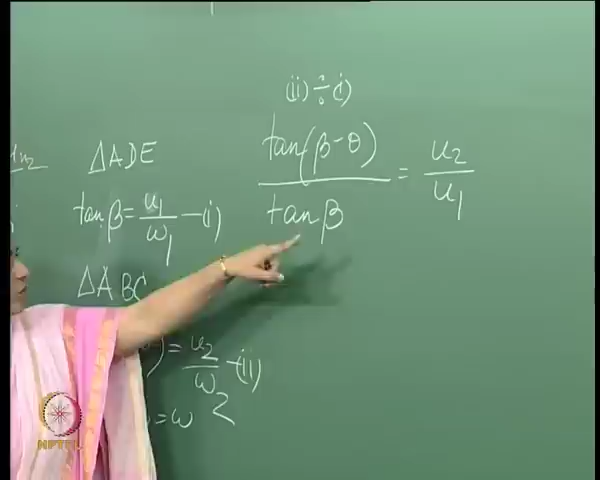 ΔADE
tan β = u₁/ω₁ — (i)
ΔABC
) = u₂/ω₂ — (ii)
= ω
(ii) ÷ (i)
tan(β-θ)/tan β = u₂/u₁
NPTEL